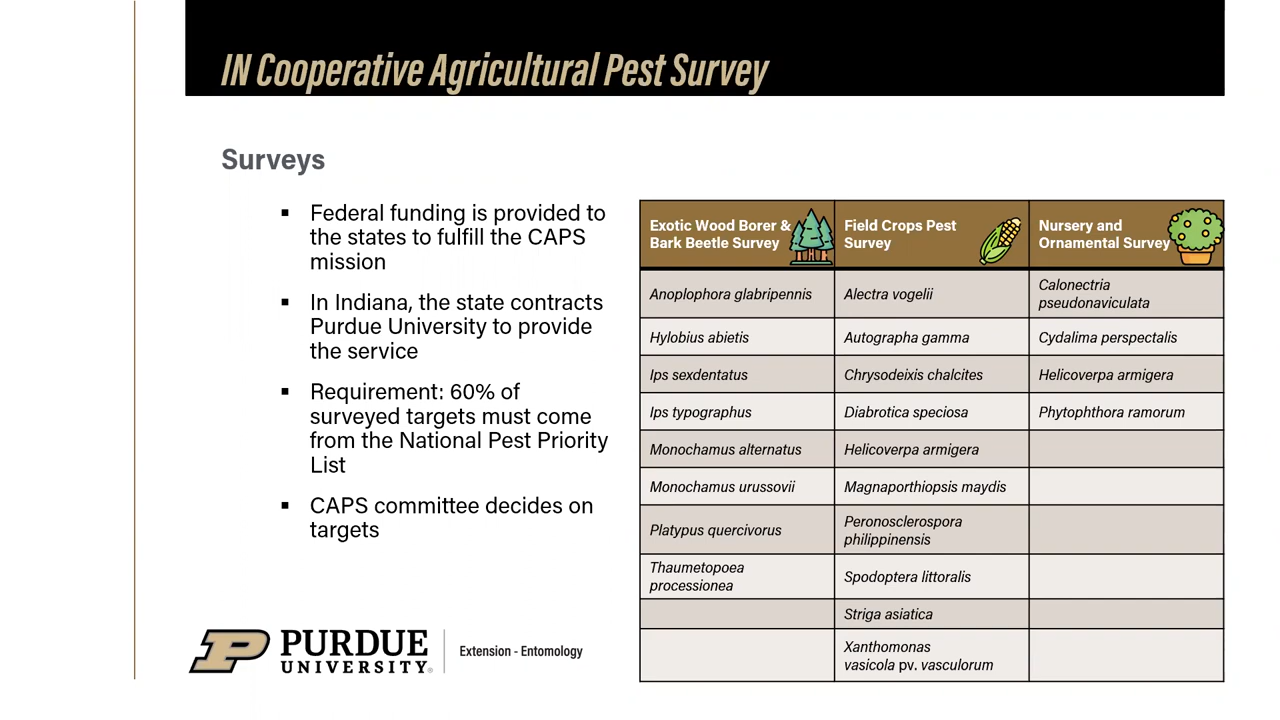 IN Cooperative Agricultural Pest Survey
Surveys
▪ Federal funding is provided to
the states to fulfill the CAPS
mission
▪ In Indiana, the state contracts
Purdue University to provide
the service
▪ Requirement: 60% of
surveyed targets must come
from the National Pest Priority
List
▪ CAPS committee decides on
targets
Exotic Wood Borer &
Bark Beetle Survey
Field Crops Pest
Survey
Nursery and
Ornamental Survey
Anoplophora glabripennis
Alectra vogelii
Calonectria
pseudonaviculata
Hylobius abietis
Autographa gamma
Cydalima perspectalis
Ips sexdentatus
Chrysodeixis chalcites
Helicoverpa armigera
Ips typographus
Diabrotica speciosa
Phytophthora ramorum
Monochamus alternatus
Helicoverpa armigera
Monochamus urussovii
Magnaporthiopsis maydis
Platypus quercivorus
Peronosclerospora
philippinensis
Thaumetopoea
processionea
Spodoptera littoralis
Striga asiatica
Xanthomonas
vasicola pv. vasculorum
P PURDUE
UNIVERSITY®
Extension - Entomology